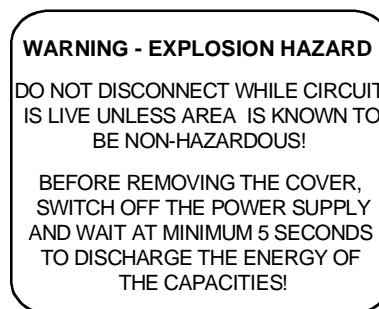 WARNING - EXPLOSION HAZARD
DO NOT DISCONNECT WHILE CIRCUIT
IS LIVE UNLESS AREA IS KNOWN TO
BE NON-HAZARDOUS!
BEFORE REMOVING THE COVER,
SWITCH OFF THE POWER SUPPLY
AND WAIT AT MINIMUM 5 SECONDS
TO DISCHARGE THE ENERGY OF
THE CAPACITIES!